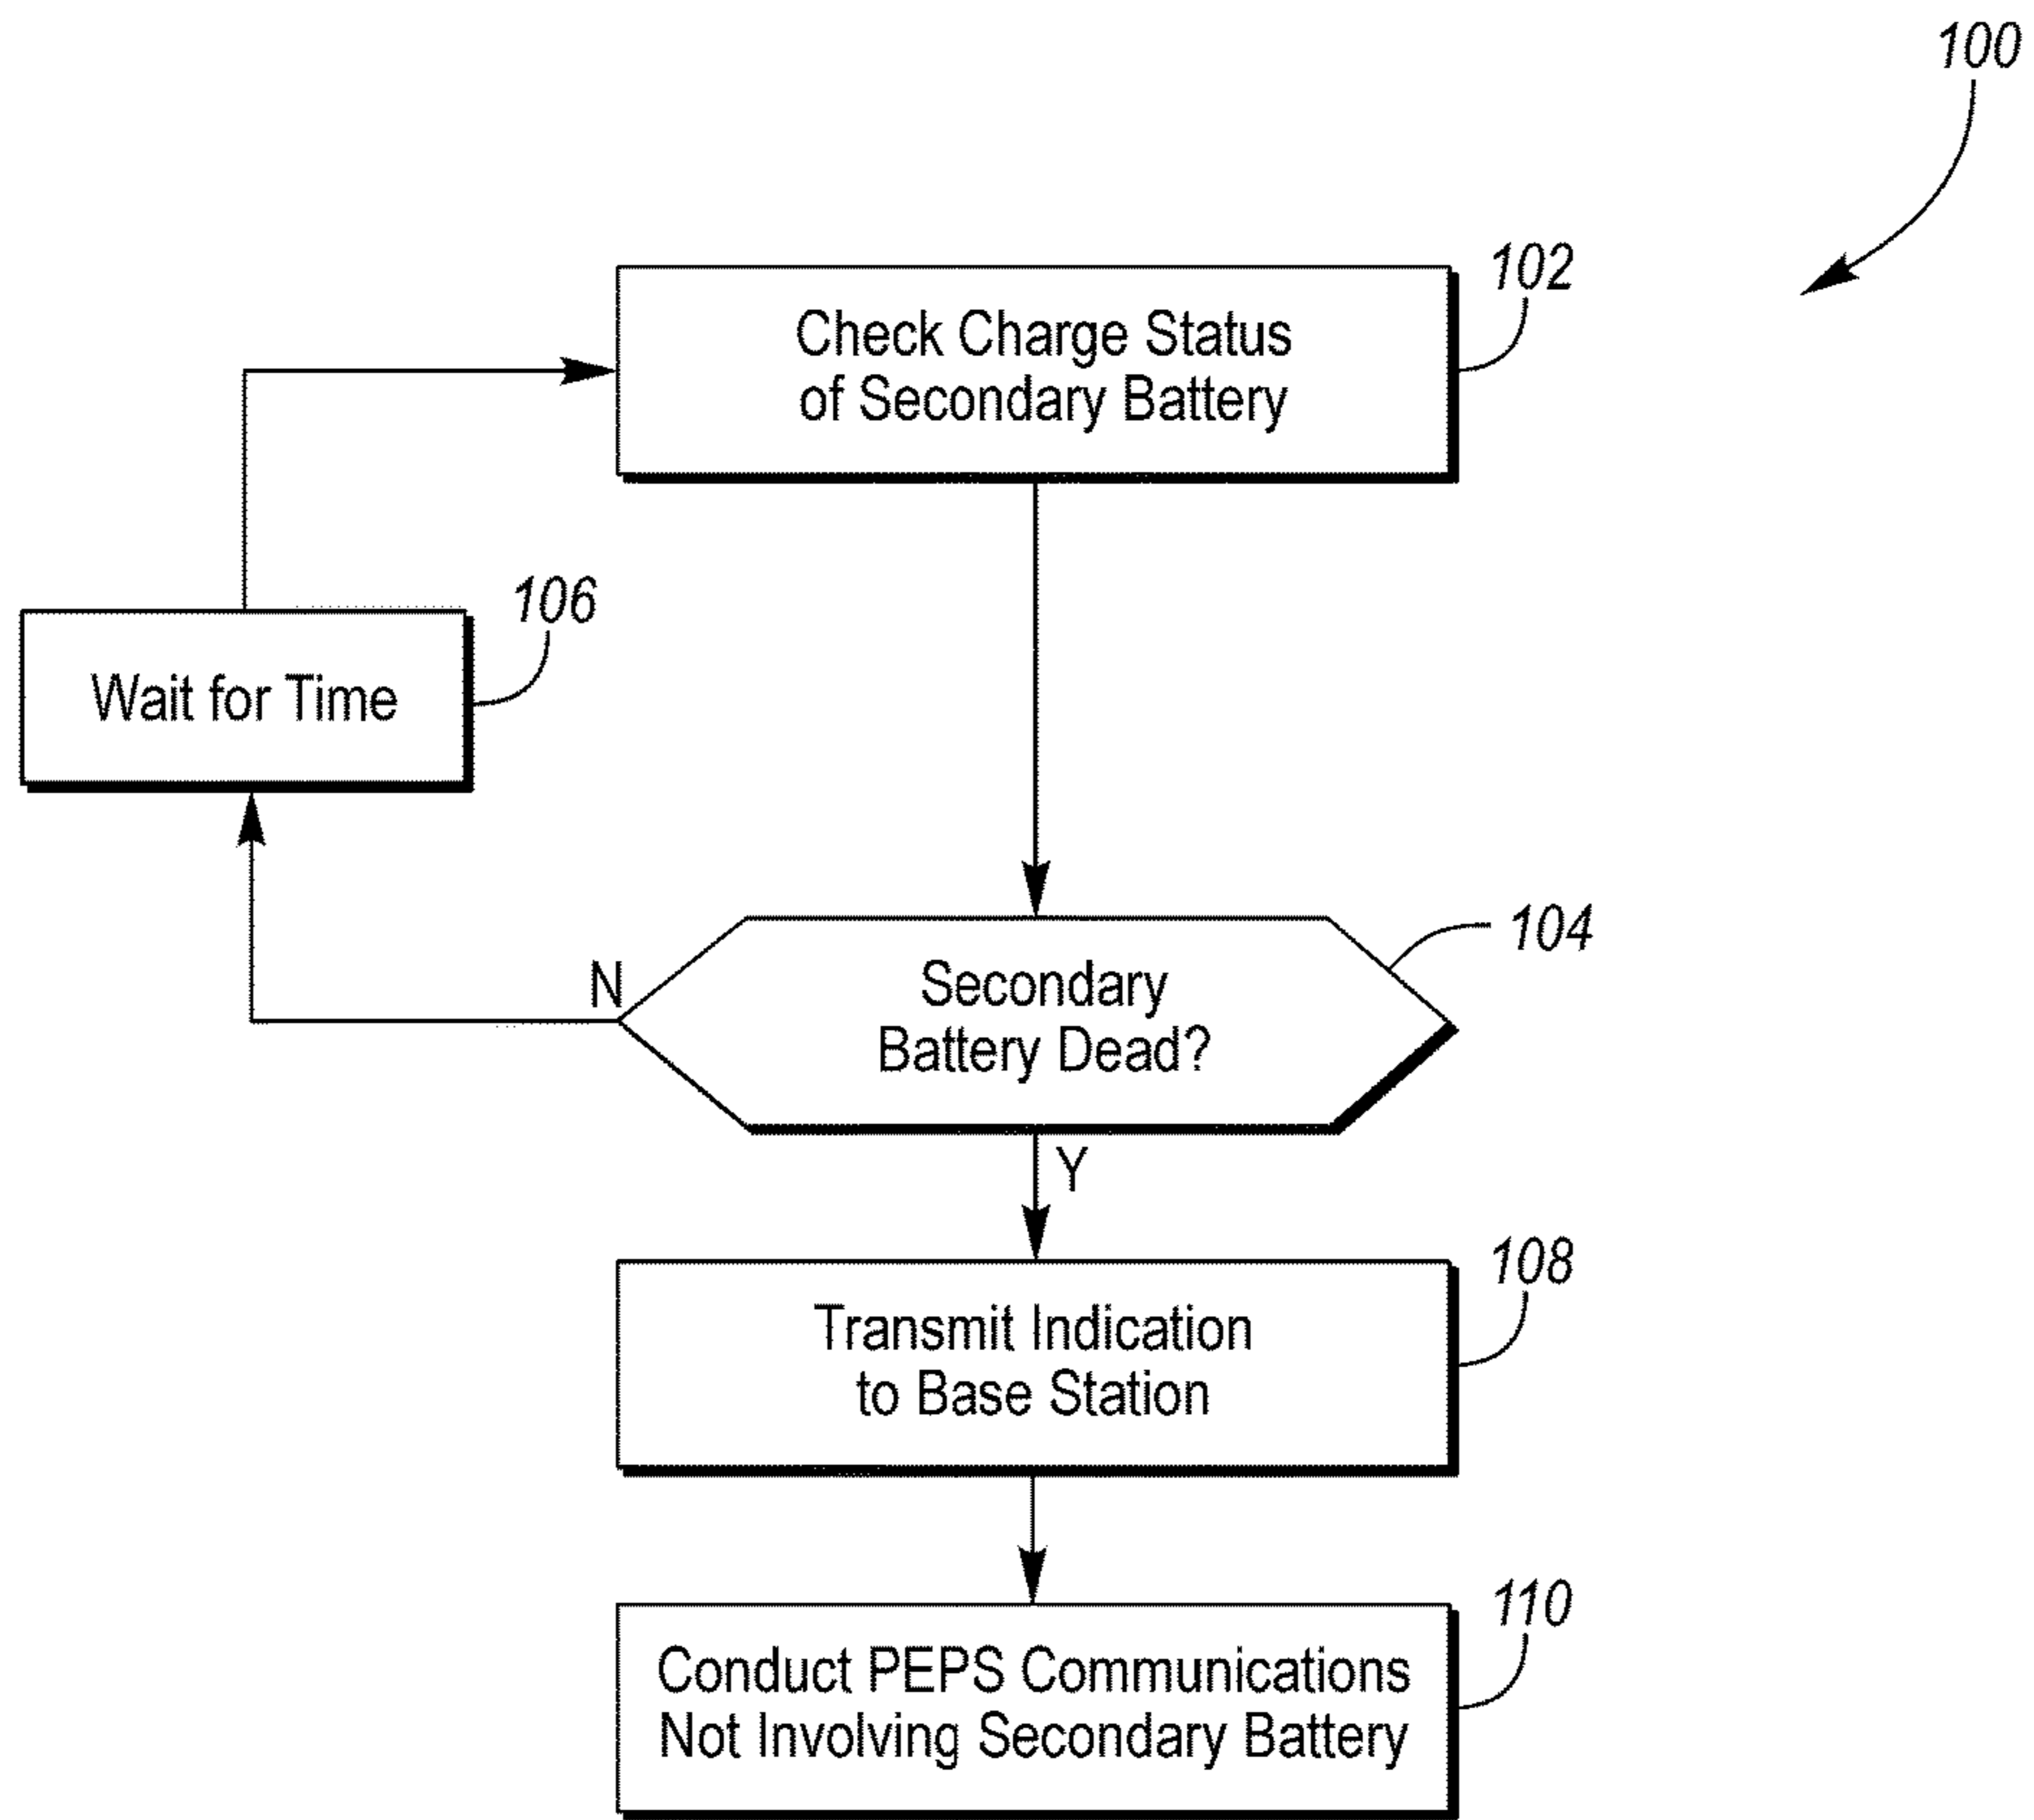 100
102
Check Charge Status
of Secondary Battery
106
Wait for Time
104
N
Secondary
Battery Dead?
Y
108
Transmit Indication
to Base Station
110
Conduct PEPS Communications
Not Involving Secondary Battery